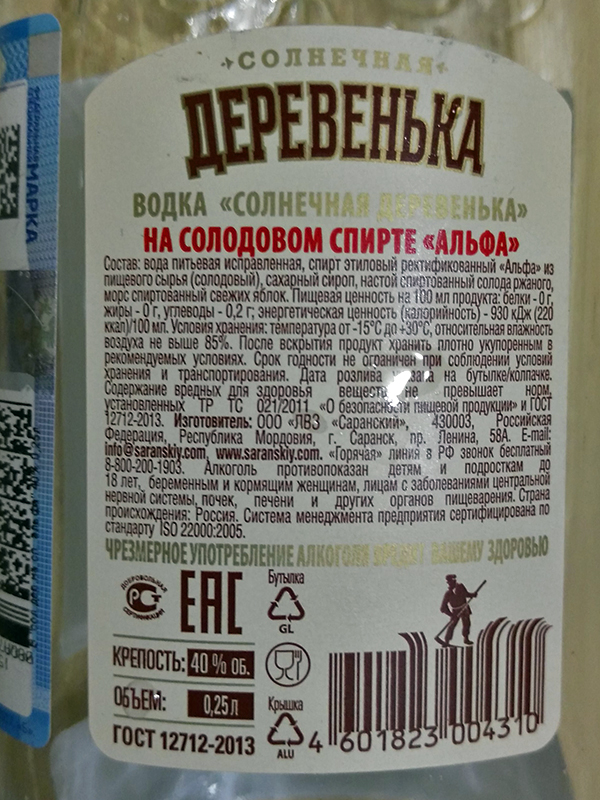 СОЛНЕЧНАЯ
ДЕРЕВЕНЬКА
ВОДКА «СОЛНЕЧНАЯ ДЕРЕВЕНЬКА»
НА СОЛОДОВОМ СПИРТЕ «АЛЬФА»
Состав: вода питьевая исправленная, спирт этиловый ректификованный «Альфа» из
пищевого сырья (солодовый), сахарный сироп, настой спиртованный солода ржаного,
морс спиртованный свежих яблок. Пищевая ценность на 100 мл продукта: белки - 0 г,
жиры - 0 г, углеводы - 0,2 г; энергетическая ценность (калорийность) - 930 кДж (220
ккал)/100 мл. Условия хранения: температура от -15°С до +30°С, относительная влажность
воздуха не выше 85%. После вскрытия продукт хранить плотно укупоренным в
рекомендуемых условиях. Срок годности не ограничен при соблюдении условий
хранения и транспортирования. Дата розлива на бутылке/колпачке.
Содержание вредных для здоровья веществ не превышает норм,
установленных ТР ТС 021/2011 «О безопасности пищевой продукции» и ГОСТ
12712-2013. Изготовитель: ООО «ЛВЗ «Саранский», 430003, Российская
Федерация, Республика Мордовия, г. Саранск, пр. Ленина, 58А. E-mail:
info@saranskiy.com, www.saranskiy.com. «Горячая» линия в РФ звонок бесплатный
8-800-200-1903. Алкоголь противопоказан детям и подросткам до
18 лет, беременным и кормящим женщинам, лицам с заболеваниями центральной
нервной системы, почек, печени и других органов пищеварения. Страна
происхождения: Россия. Система менеджмента предприятия сертифицирована по
стандарту ISO 22000:2005.
ЧРЕЗМЕРНОЕ УПОТРЕБЛЕНИЕ АЛКОГОЛЯ ВРЕДИТ ВАШЕМУ ЗДОРОВЬЮ
ДОБРОВОЛЬНАЯ
РСТ
СЕРТИФИКАЦИЯ
ЕАС
Бутылка
GL
КРЕПОСТЬ: 40 % ОБ.
ОБЪЕМ: 0,25 Л
Крышка
ALU
ГОСТ 12712-2013
4 601823 004310
МАРКА